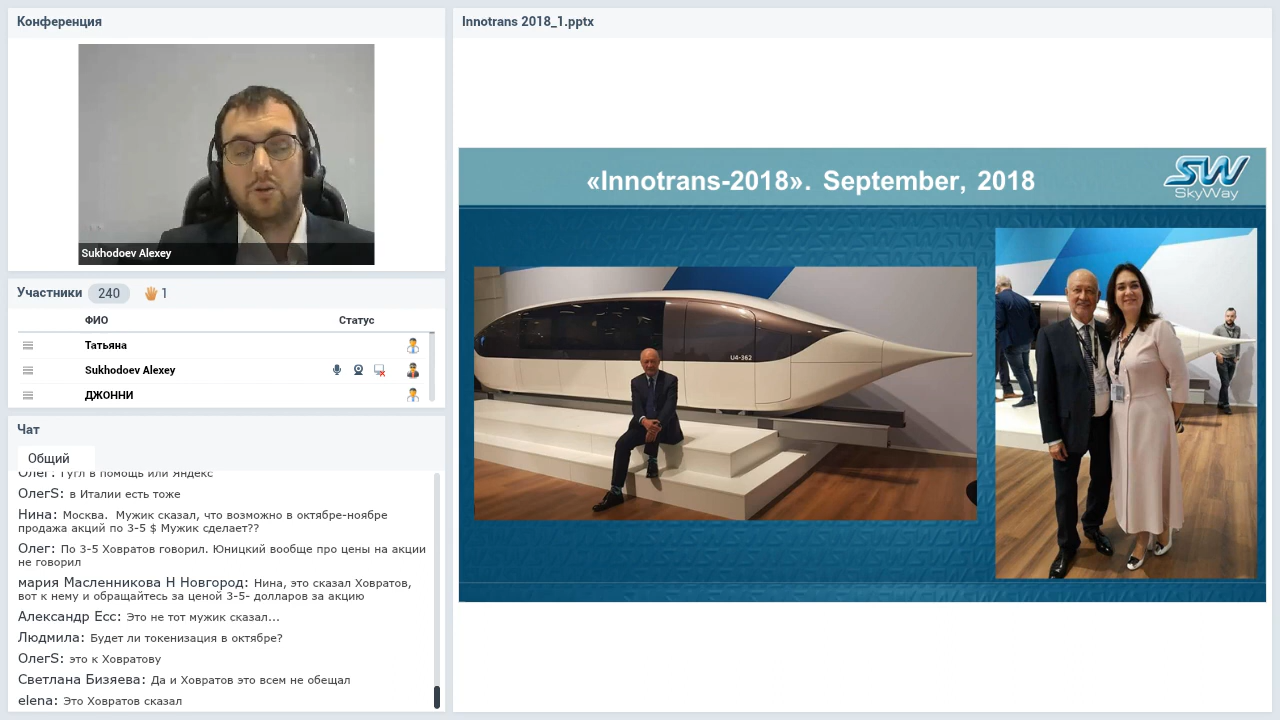 Конференция
Sukhodoev Alexey
Участники 240 1
ФИО Статус
Татьяна
Sukhodoev Alexey
ДЖОННИ
Чат
Общий
Олег: Гугл в помощь или Яндекс
ОлегS: в Италии есть тоже
Нина: Москва. Мужик сказал, что возможно в октябре-ноябре
продажа акций по 3-5 $ Мужик сделает??
Олег: По 3-5 Ховратов говорил. Юницкий вообще про цены на акции
не говорил
мария Масленникова Н Новгород: Нина, это сказал Ховратов,
вот к нему и обращайтесь за ценой 3-5- долларов за акцию
Александр Есс: Это не тот мужик сказал...
Людмила: Будет ли токенизация в октябре?
ОлегS: это к Ховратову
Светлана Бизяева: Да и Ховратов это всем не обещал
elena: Это Ховратов сказал
Innotrans 2018_1.pptx
«Innotrans-2018». September, 2018
SW
SkyWay
U4-362